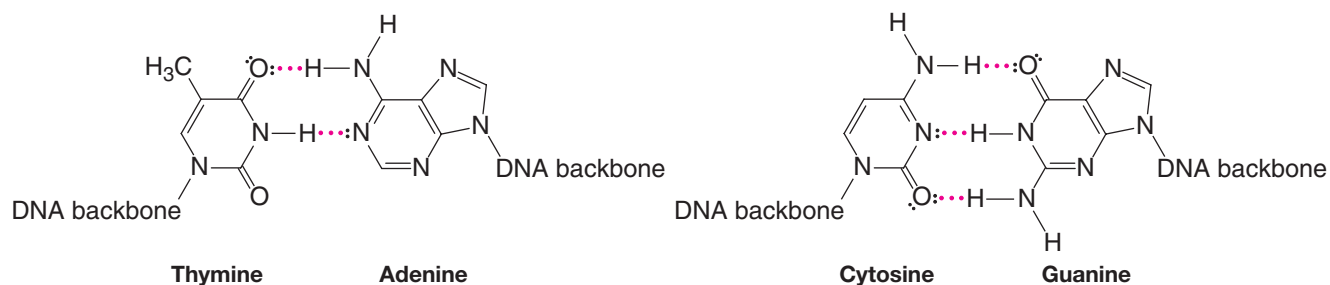 H H
H₃C O H N N N H O N
N H N N N H N N
N O N DNA backbone N O H N N DNA backbone
DNA backbone DNA backbone H
Thymine Adenine Cytosine Guanine